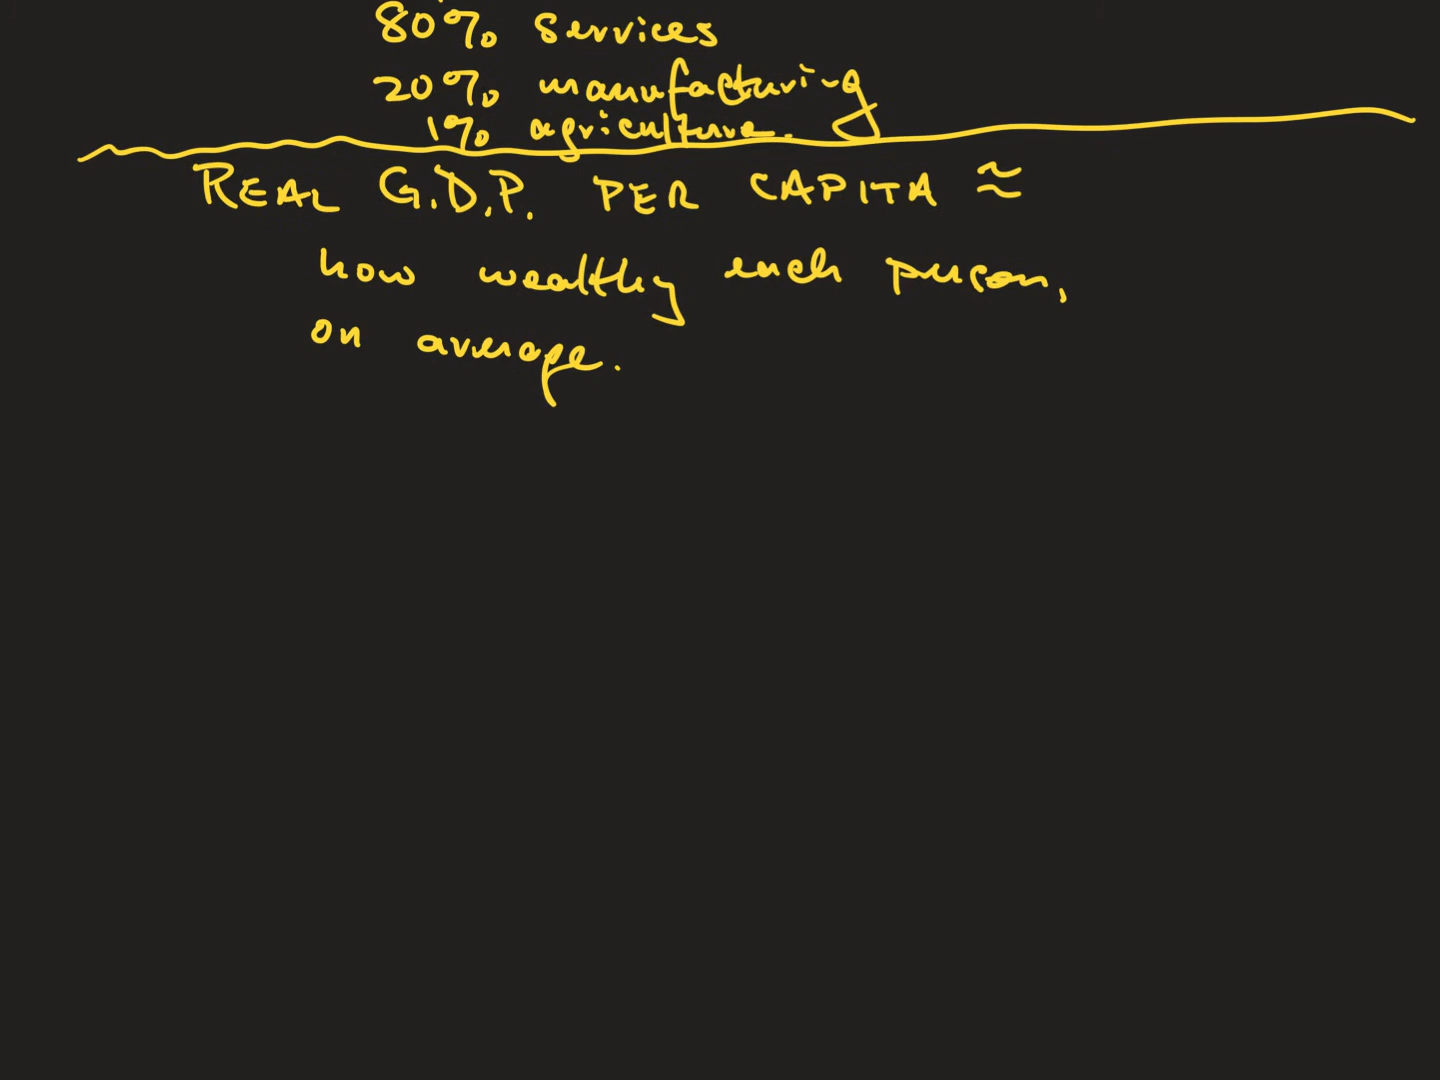 80% services
20% manufacturing
1% agriculture.
REAL G.D.P. PER CAPITA ≈
how wealthy each person,
on average.